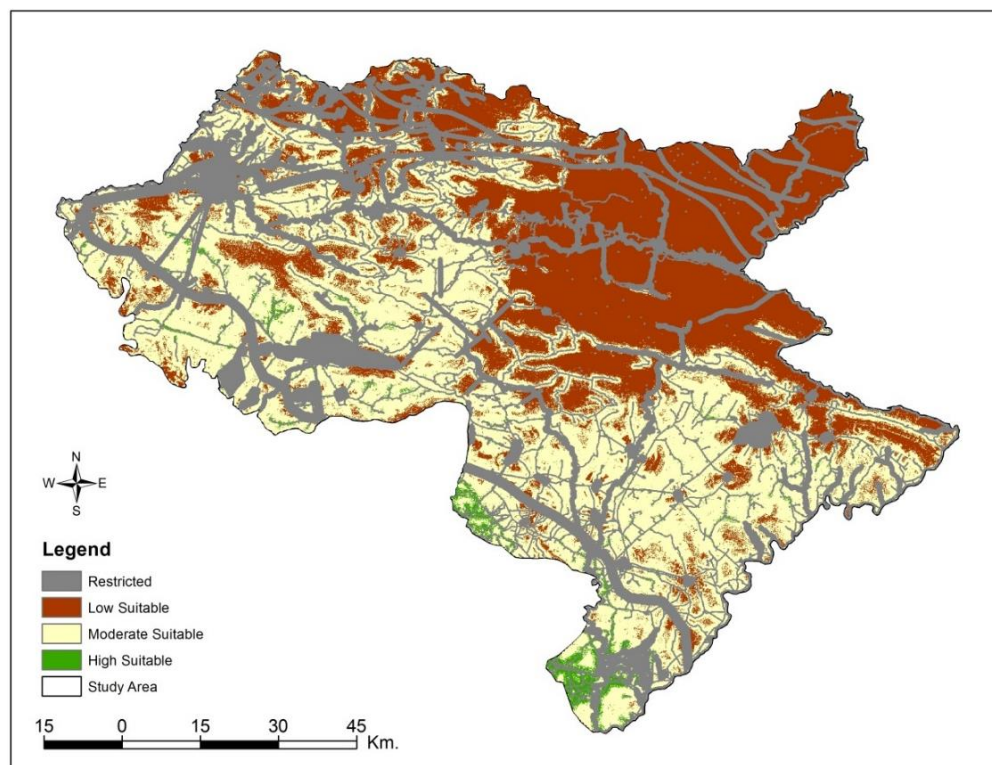 N
W E
S
Legend
Restricted
Low Suitable
Moderate Suitable
High Suitable
Study Area
15 0 15 30 45
Km.